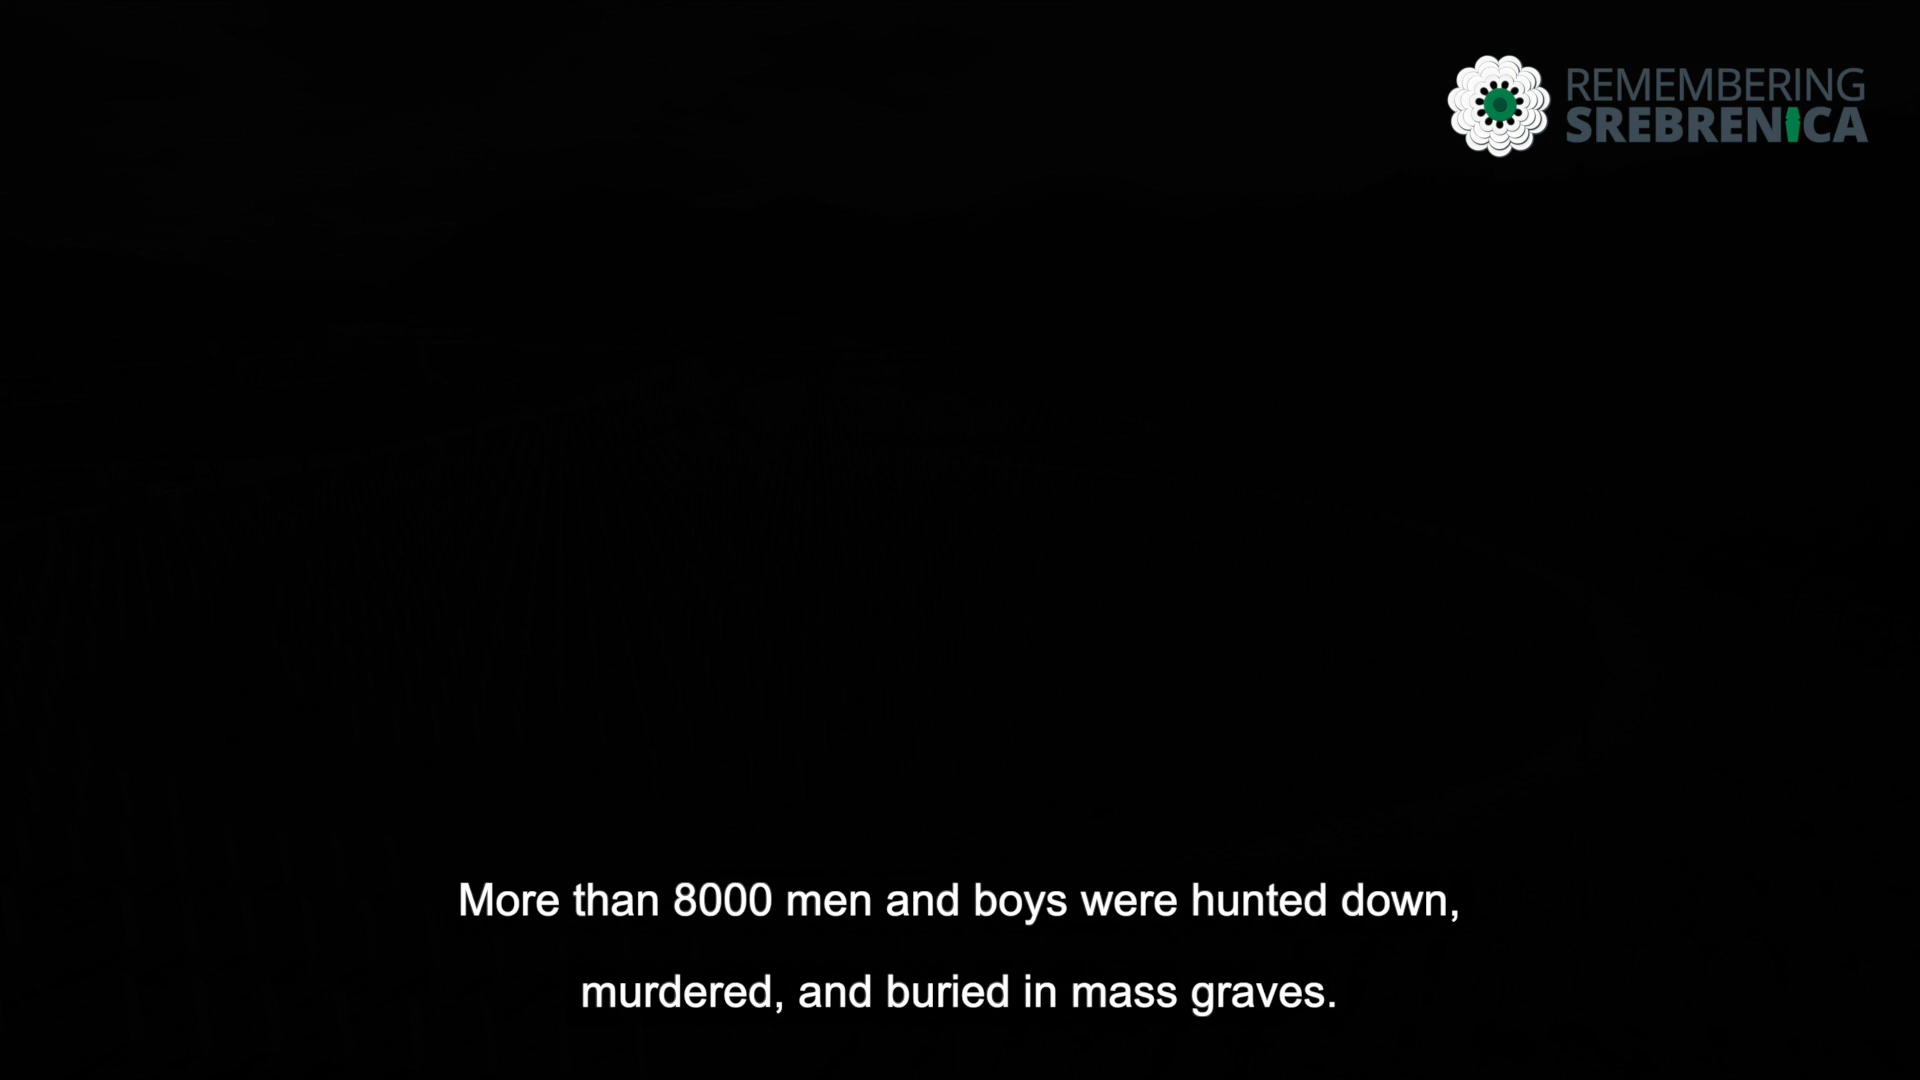 REMEMBERING
SREBRENICA
More than 8000 men and boys were hunted down,
murdered, and buried in mass graves.